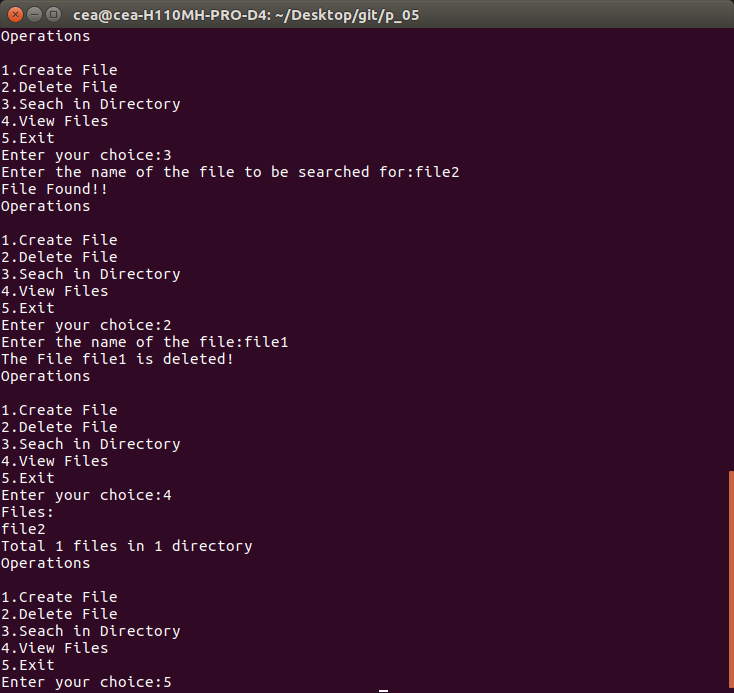 cea@cea-H110MH-PRO-D4: ~/Desktop/git/p_05
Operations
1.Create File
2.Delete File
3.Seach in Directory
4.View Files
5.Exit
Enter your choice:3
Enter the name of the file to be searched for:file2
File Found!!
Operations
1.Create File
2.Delete File
3.Seach in Directory
4.View Files
5.Exit
Enter your choice:2
Enter the name of the file:file1
The File file1 is deleted!
Operations
1.Create File
2.Delete File
3.Seach in Directory
4.View Files
5.Exit
Enter your choice:4
Files:
file2
Total 1 files in 1 directory
Operations
1.Create File
2.Delete File
3.Seach in Directory
4.View Files
5.Exit
Enter your choice:5